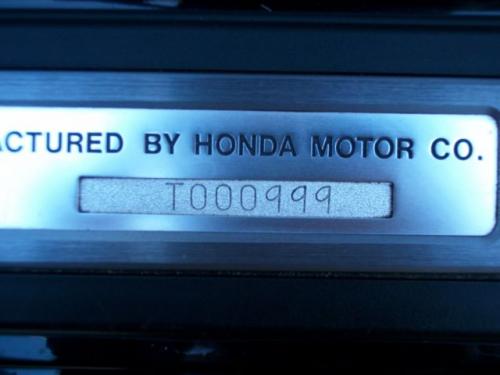 ACTURED BY HONDA MOTOR CO.
T000999